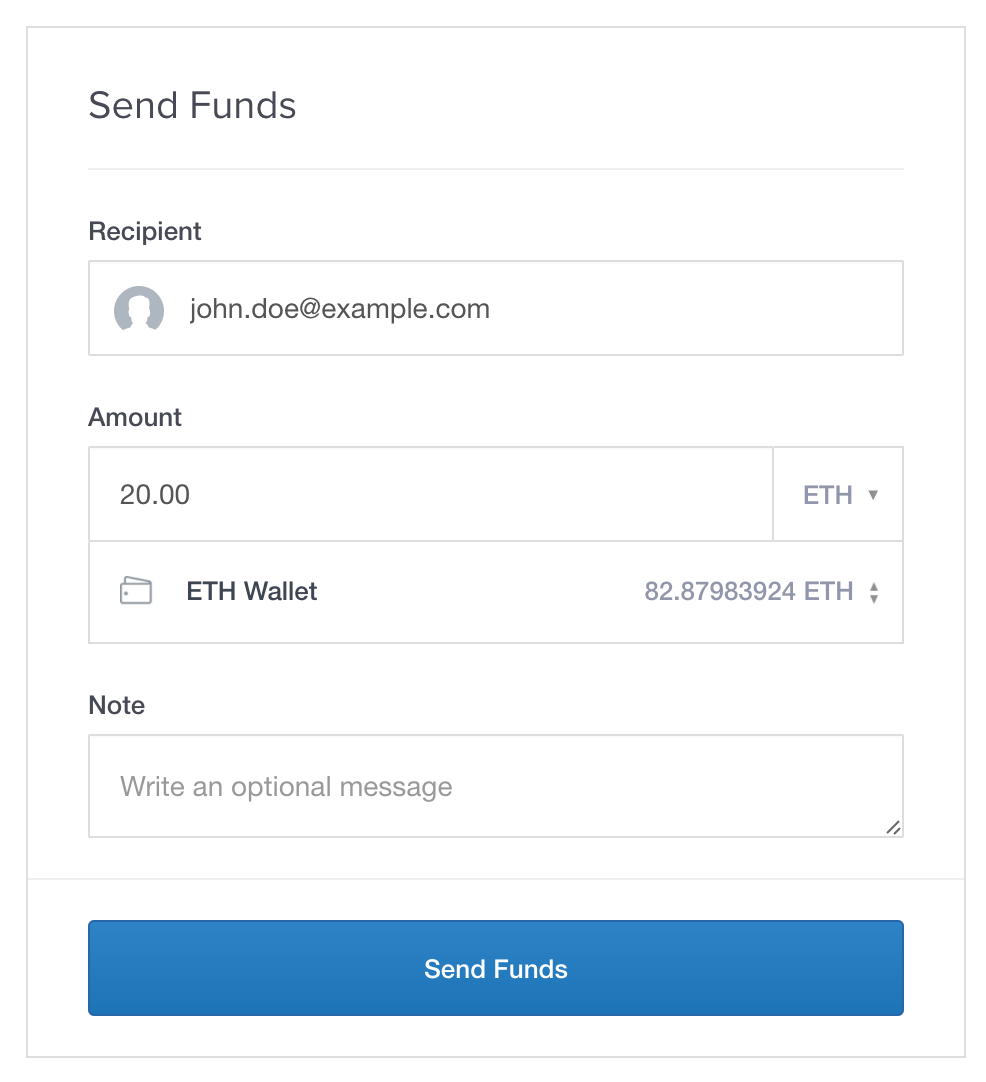 Send Funds
Recipient
john.doe@example.com
Amount
20.00 ETH
ETH Wallet 82.87983924 ETH
Note
Write an optional message
Send Funds